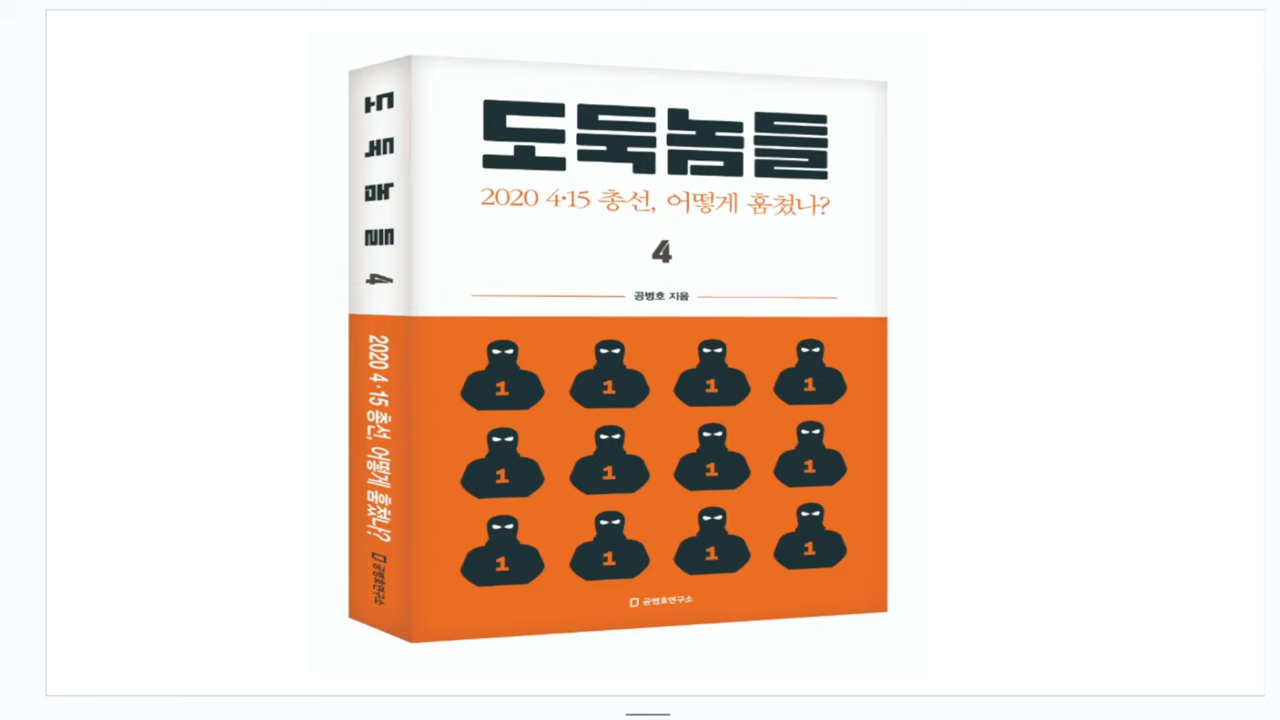 도둑놈들
2020 4·15 총선, 어떻게 훔쳤나?
4
공병호 지음
1 1 1 1
1 1 1 1
1 1 1 1
공병호연구소
도둑놈들 4
2020 4·15 총선, 어떻게 훔쳤나?
공병호연구소